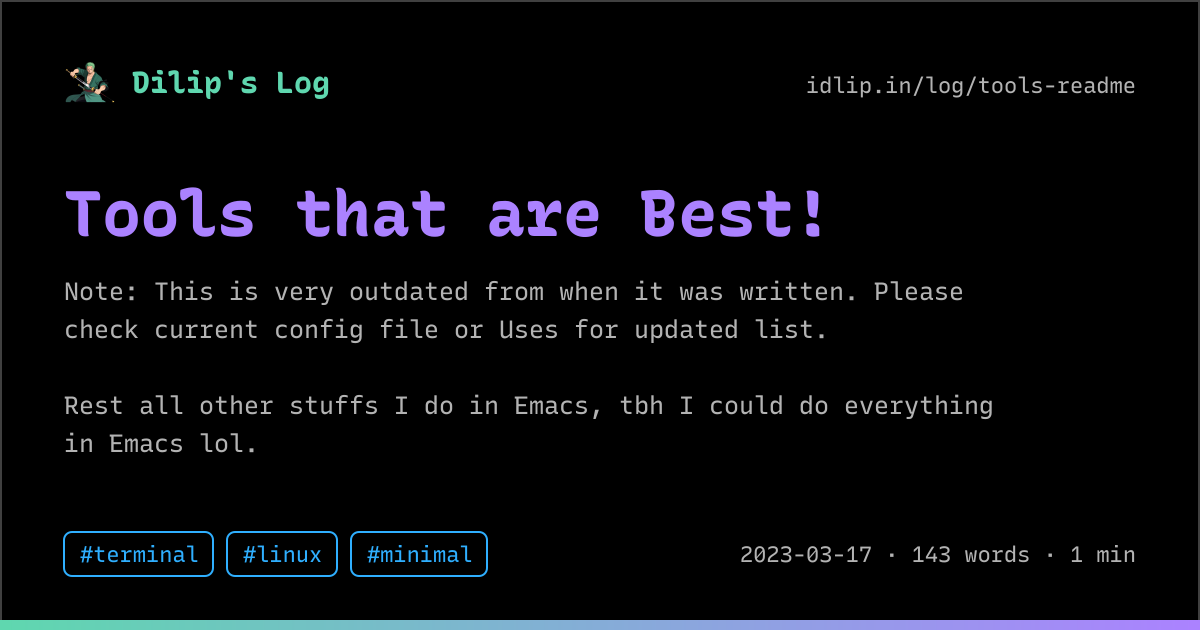 Dilip's Log
idlip.in/log/tools-readme
Tools that are Best!
Note: This is very outdated from when it was written. Please
check current config file or Uses for updated list.
Rest all other stuffs I do in Emacs, tbh I could do everything
in Emacs lol.
#terminal #linux #minimal
2023-03-17 · 143 words · 1 min